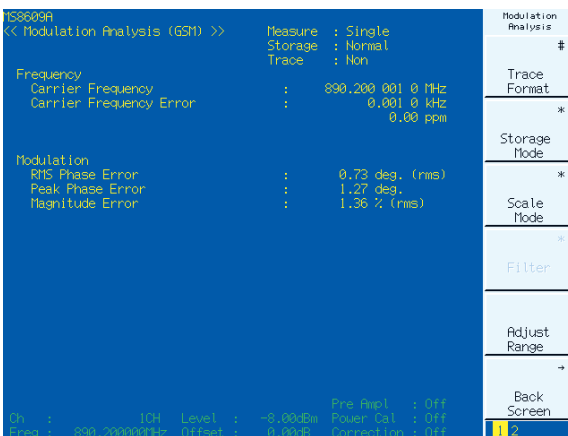 MS8609A
<< Modulation Analysis (GSM) >>
Measure : Single
Storage : Normal
Trace : Non
Frequency
Carrier Frequency : 890.200 001 0 MHz
Carrier Frequency Error : 0.001 0 kHz
0.00 ppm
Modulation
RMS Phase Error : 0.73 deg. (rms)
Peak Phase Error : 1.27 deg.
Magnitude Error : 1.36 % (rms)
Pre Ampl : Off
Ch : 1CH Level : -8.00dBm Power Cal : Off
Freq : 890.200000MHz Offset : 0.00dB Correction : Off
Modulation
Analysis
#
Trace
Format
*
Storage
Mode
*
Scale
Mode
*
Filter
Adjust
Range
→
Back
Screen
1 2